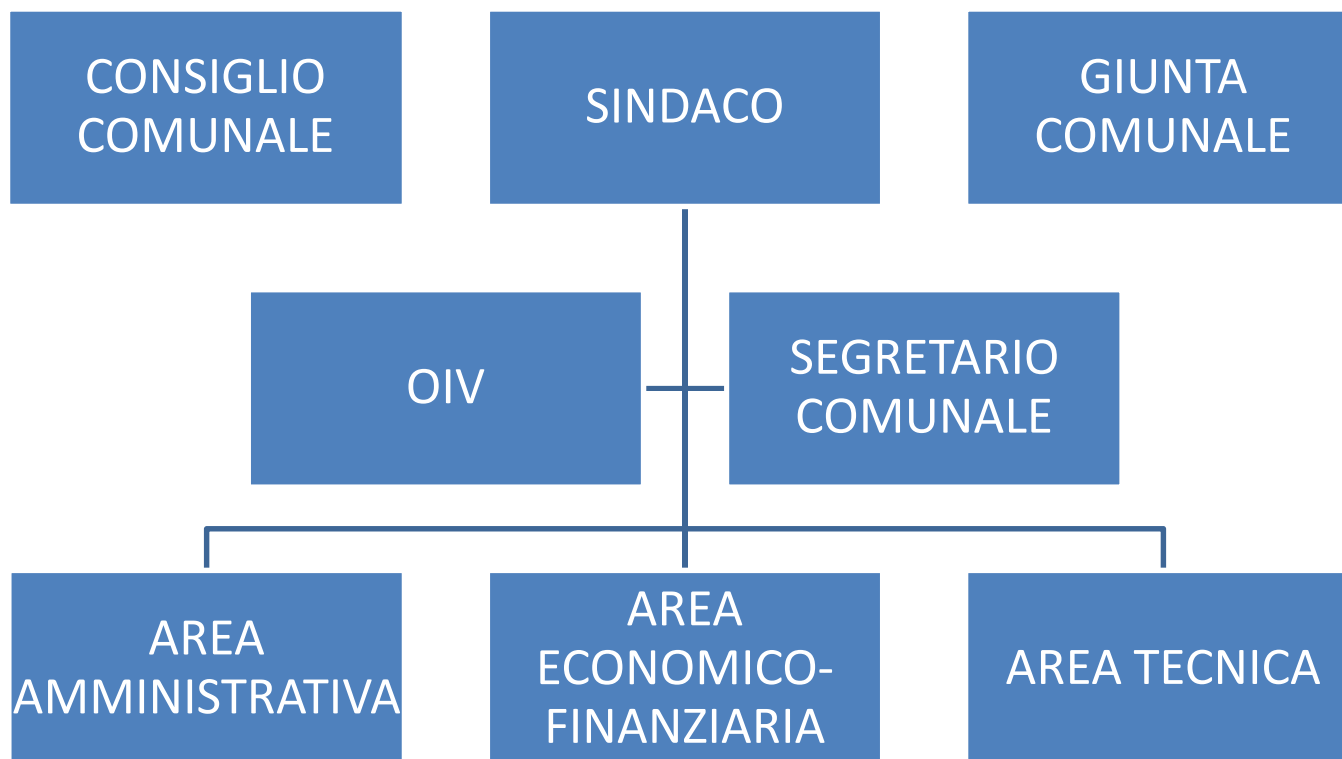 CONSIGLIO
COMUNALE
SINDACO
GIUNTA
COMUNALE
OIV
SEGRETARIO
COMUNALE
AREA
AMMINISTRATIVA
AREA
ECONOMICO-
FINANZIARIA
AREA TECNICA